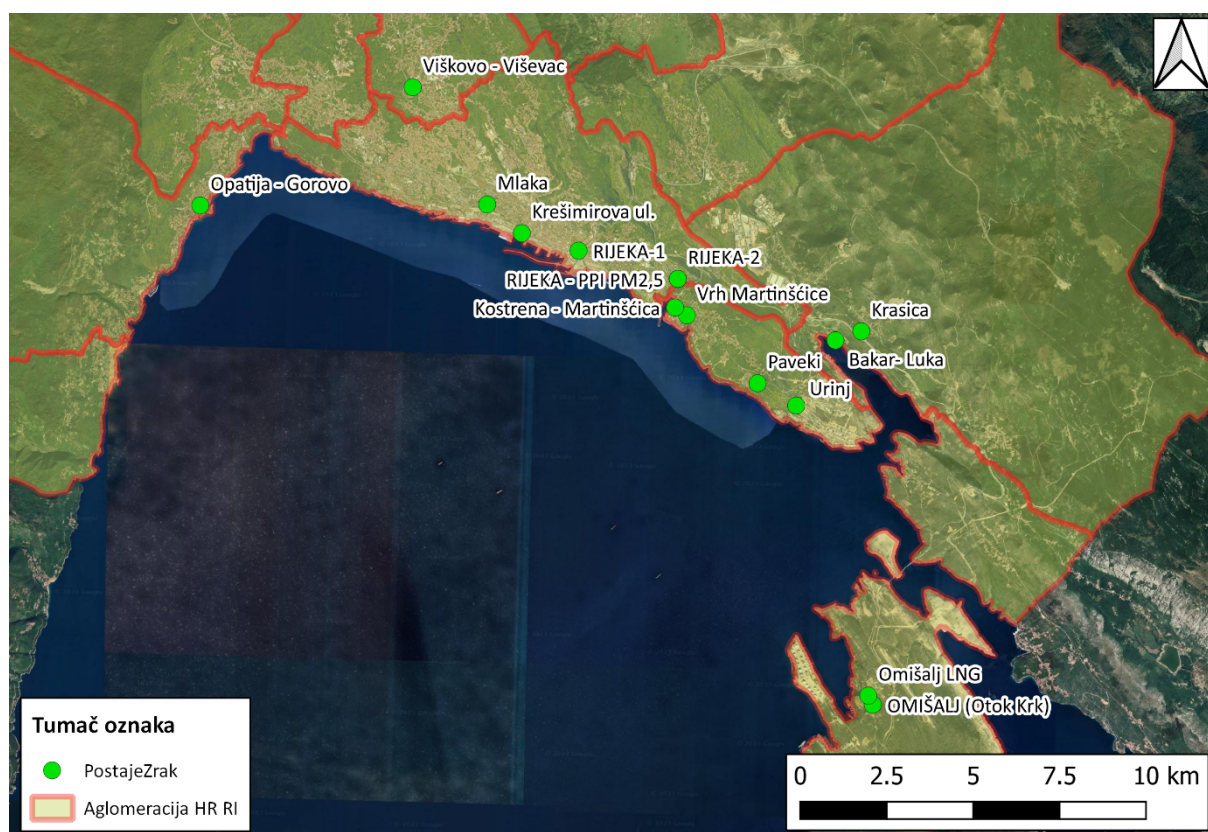 Viškovo - Viševac
Opatija - Gorovo
Mlaka
Krešimirova ul.
RIJEKA-1
RIJEKA-2
RIJEKA - PPI PM2,5
Vrh Martinšćice
Kostrena - Martinšćica
Krasica
Bakar- Luka
Paveki
Urinj
Omišalj LNG
OMIŠALJ (Otok Krk)
Tumač oznaka
PostajeZrak
Aglomeracija HR RI
0 2.5 5 7.5 10 km